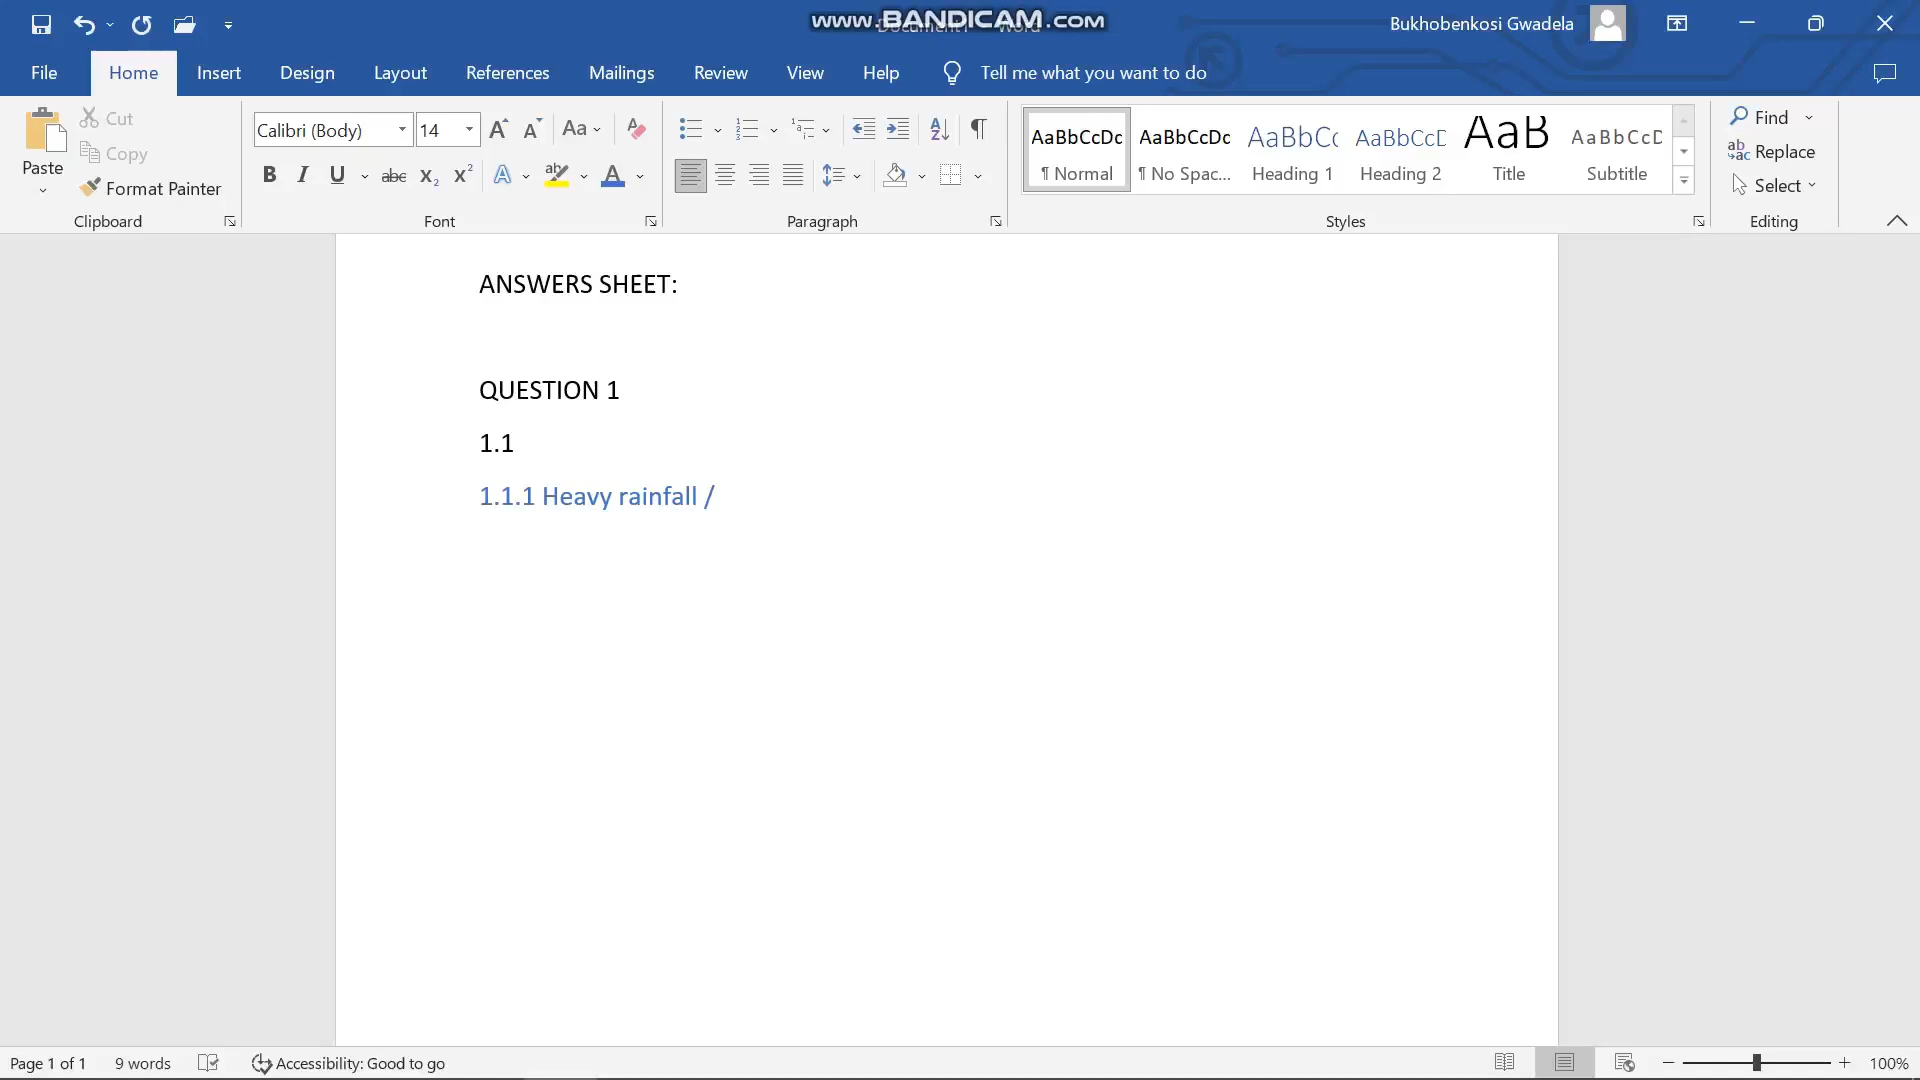 www.BANDICAM.com
Bukhobenkosi Gwadela
File Home Insert Design Layout References Mailings Review View Help Tell me what you want to do
Cut
Copy
Paste
Format Painter
Clipboard
Calibri (Body) 14
Font
Paragraph
AaBbCcDc AaBbCcDc AaBbCc AaBbCcD AaB AaBbCcD
¶ Normal ¶ No Spac... Heading 1 Heading 2 Title Subtitle
Styles
Find
Replace
Select
Editing
ANSWERS SHEET:
QUESTION 1
1.1
1.1.1 Heavy rainfall /
Page 1 of 1 9 words Accessibility: Good to go 100%